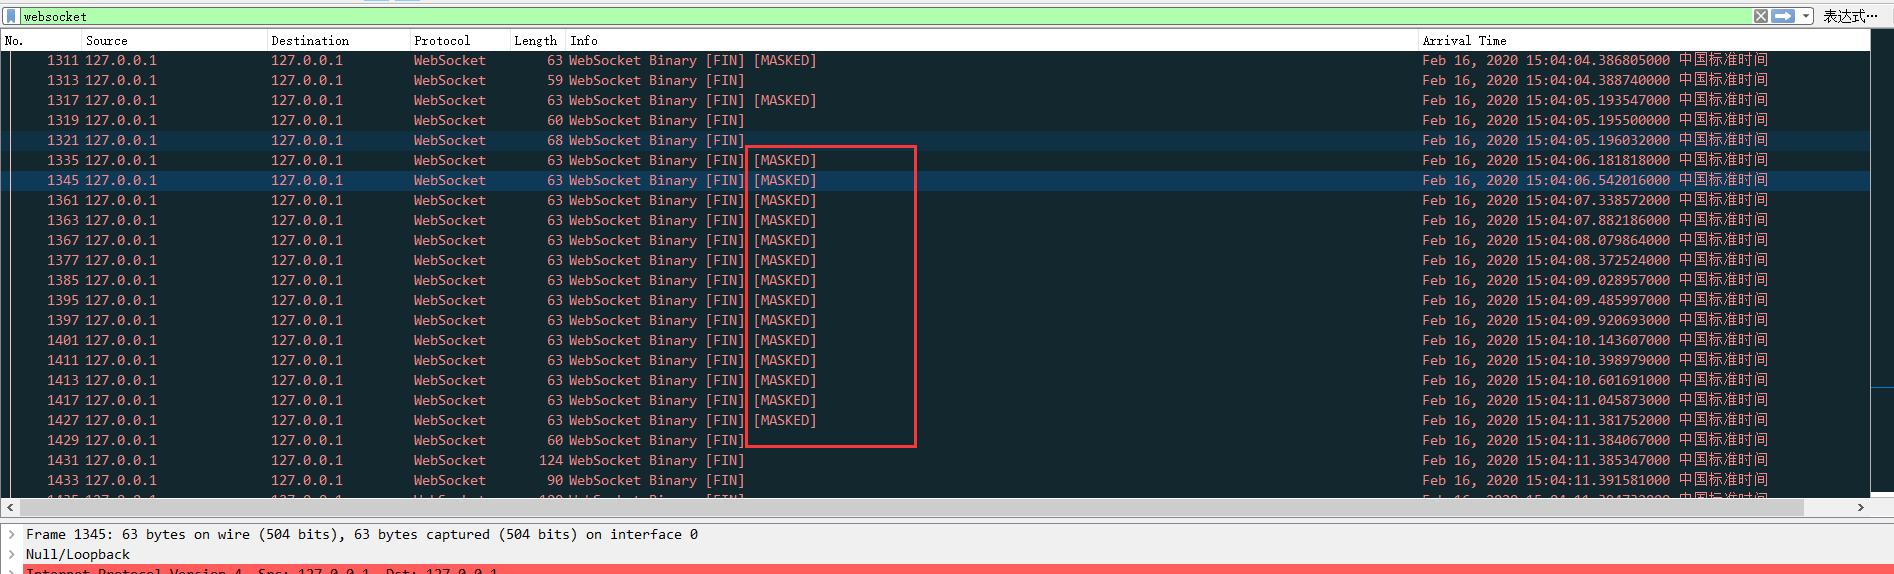 websocket 表达式…
No. Source Destination Protocol Length Info Arrival Time
1311 127.0.0.1 127.0.0.1 WebSocket 63 WebSocket Binary [FIN] [MASKED] Feb 16, 2020 15:04:04.386805000 中国标准时间
1313 127.0.0.1 127.0.0.1 WebSocket 59 WebSocket Binary [FIN] Feb 16, 2020 15:04:04.388740000 中国标准时间
1317 127.0.0.1 127.0.0.1 WebSocket 63 WebSocket Binary [FIN] [MASKED] Feb 16, 2020 15:04:05.193547000 中国标准时间
1319 127.0.0.1 127.0.0.1 WebSocket 60 WebSocket Binary [FIN] Feb 16, 2020 15:04:05.195500000 中国标准时间
1321 127.0.0.1 127.0.0.1 WebSocket 68 WebSocket Binary [FIN] Feb 16, 2020 15:04:05.196032000 中国标准时间
1335 127.0.0.1 127.0.0.1 WebSocket 63 WebSocket Binary [FIN] [MASKED] Feb 16, 2020 15:04:06.181818000 中国标准时间
1345 127.0.0.1 127.0.0.1 WebSocket 63 WebSocket Binary [FIN] [MASKED] Feb 16, 2020 15:04:06.542016000 中国标准时间
1361 127.0.0.1 127.0.0.1 WebSocket 63 WebSocket Binary [FIN] [MASKED] Feb 16, 2020 15:04:07.338572000 中国标准时间
1363 127.0.0.1 127.0.0.1 WebSocket 63 WebSocket Binary [FIN] [MASKED] Feb 16, 2020 15:04:07.882186000 中国标准时间
1367 127.0.0.1 127.0.0.1 WebSocket 63 WebSocket Binary [FIN] [MASKED] Feb 16, 2020 15:04:08.079864000 中国标准时间
1377 127.0.0.1 127.0.0.1 WebSocket 63 WebSocket Binary [FIN] [MASKED] Feb 16, 2020 15:04:08.372524000 中国标准时间
1385 127.0.0.1 127.0.0.1 WebSocket 63 WebSocket Binary [FIN] [MASKED] Feb 16, 2020 15:04:09.028957000 中国标准时间
1395 127.0.0.1 127.0.0.1 WebSocket 63 WebSocket Binary [FIN] [MASKED] Feb 16, 2020 15:04:09.485997000 中国标准时间
1397 127.0.0.1 127.0.0.1 WebSocket 63 WebSocket Binary [FIN] [MASKED] Feb 16, 2020 15:04:09.920693000 中国标准时间
1401 127.0.0.1 127.0.0.1 WebSocket 63 WebSocket Binary [FIN] [MASKED] Feb 16, 2020 15:04:10.143607000 中国标准时间
1411 127.0.0.1 127.0.0.1 WebSocket 63 WebSocket Binary [FIN] [MASKED] Feb 16, 2020 15:04:10.398979000 中国标准时间
1413 127.0.0.1 127.0.0.1 WebSocket 63 WebSocket Binary [FIN] [MASKED] Feb 16, 2020 15:04:10.601691000 中国标准时间
1417 127.0.0.1 127.0.0.1 WebSocket 63 WebSocket Binary [FIN] [MASKED] Feb 16, 2020 15:04:11.045873000 中国标准时间
1427 127.0.0.1 127.0.0.1 WebSocket 63 WebSocket Binary [FIN] [MASKED] Feb 16, 2020 15:04:11.381752000 中国标准时间
1429 127.0.0.1 127.0.0.1 WebSocket 60 WebSocket Binary [FIN] Feb 16, 2020 15:04:11.384067000 中国标准时间
1431 127.0.0.1 127.0.0.1 WebSocket 124 WebSocket Binary [FIN] Feb 16, 2020 15:04:11.385347000 中国标准时间
1433 127.0.0.1 127.0.0.1 WebSocket 90 WebSocket Binary [FIN] Feb 16, 2020 15:04:11.391581000 中国标准时间
Frame 1345: 63 bytes on wire (504 bits), 63 bytes captured (504 bits) on interface 0
Null/Loopback
Internet Protocol Version 4, Src: 127.0.0.1, Dst: 127.0.0.1